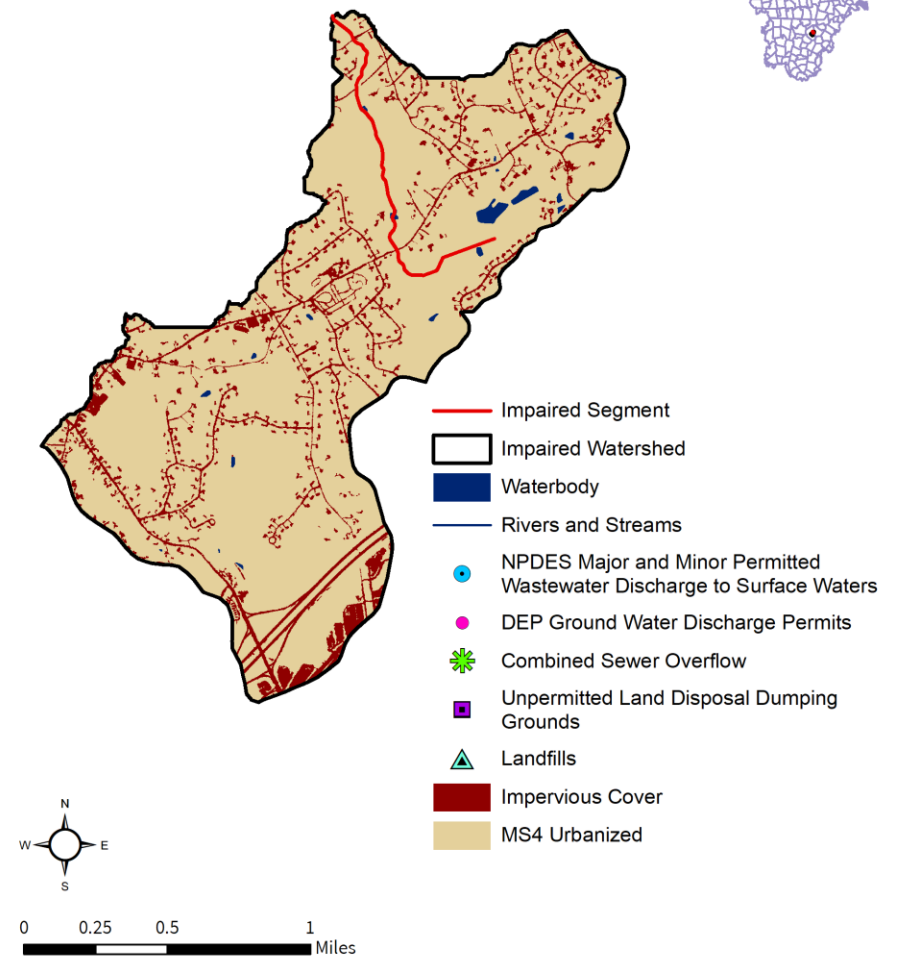 Impaired Segment
Impaired Watershed
Waterbody
Rivers and Streams
NPDES Major and Minor Permitted
Wastewater Discharge to Surface Waters
DEP Ground Water Discharge Permits
Combined Sewer Overflow
Unpermitted Land Disposal Dumping
Grounds
Landfills
Impervious Cover
MS4 Urbanized
N
W E
S
0 0.25 0.5 1
Miles